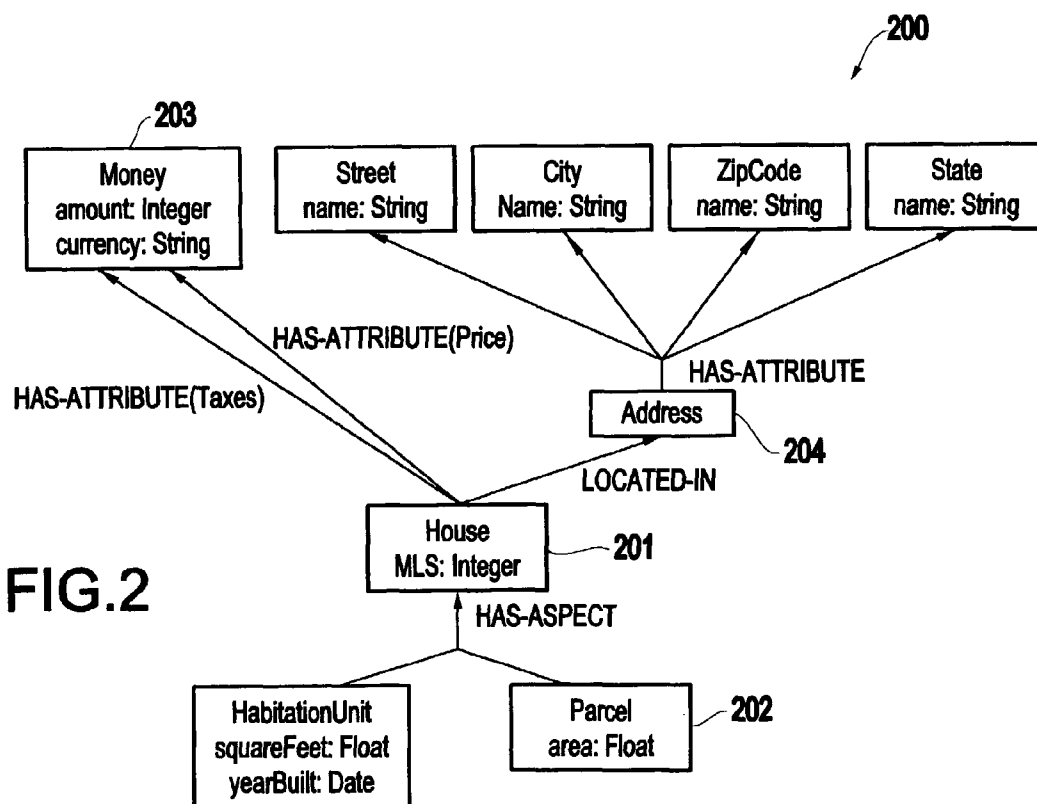 200
203
Money
amount: Integer
currency: String
Street
name: String
City
Name: String
ZipCode
name: String
State
name: String
HAS-ATTRIBUTE(Price)
HAS-ATTRIBUTE(Taxes)
HAS-ATTRIBUTE
Address
204
LOCATED-IN
House
MLS: Integer
201
FIG.2
HAS-ASPECT
HabitationUnit
squareFeet: Float
yearBuilt: Date
Parcel
area: Float
202